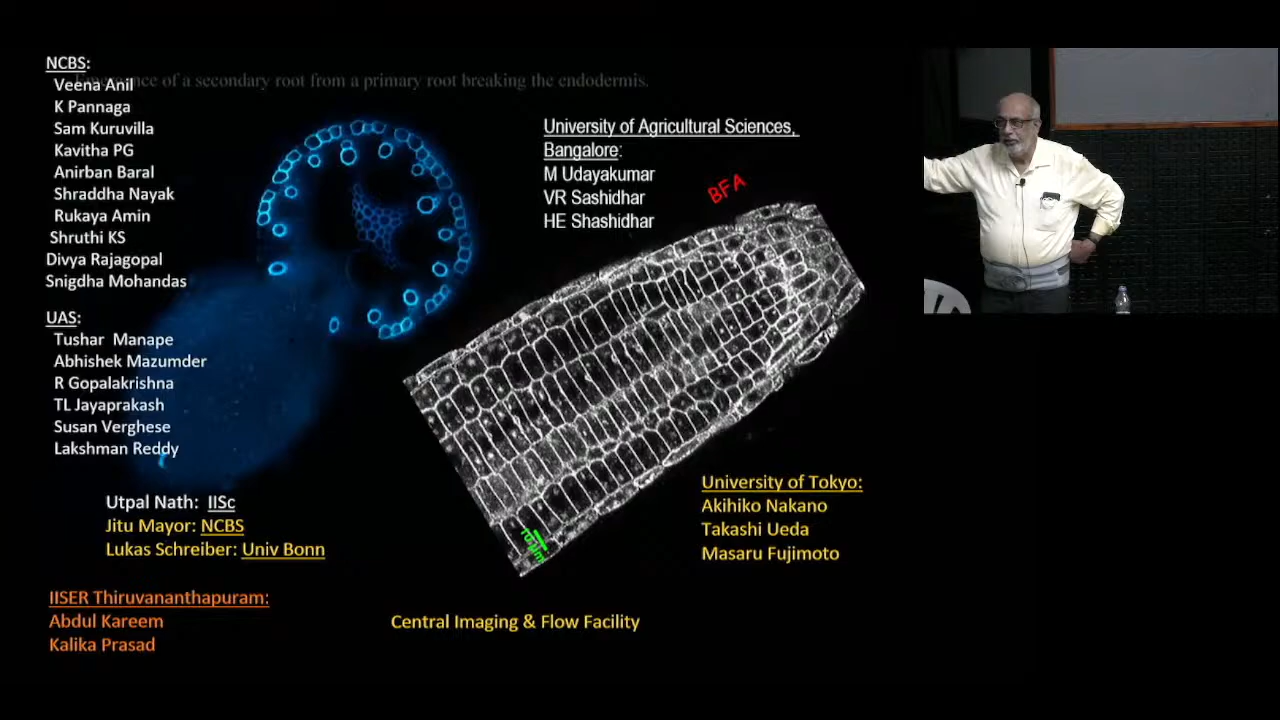 NCBS:
Emergence of a secondary root from a primary root breaking the endodermis.
Veena Anil
K Pannaga
Sam Kuruvilla
Kavitha PG
Anirban Baral
Shraddha Nayak
Rukaya Amin
Shruthi KS
Divya Rajagopal
Snigdha Mohandas
UAS:
Tushar Manape
Abhishek Mazumder
R Gopalakrishna
TL Jayaprakash
Susan Verghese
Lakshman Reddy
Utpal Nath: IISc
Jitu Mayor: NCBS
Lukas Schreiber: Univ Bonn
IISER Thiruvananthapuram:
Abdul Kareem
Kalika Prasad
University of Agricultural Sciences,
Bangalore:
M Udayakumar
VR Sashidhar
HE Shashidhar
BFA
10 µm
University of Tokyo:
Akihiko Nakano
Takashi Ueda
Masaru Fujimoto
Central Imaging & Flow Facility